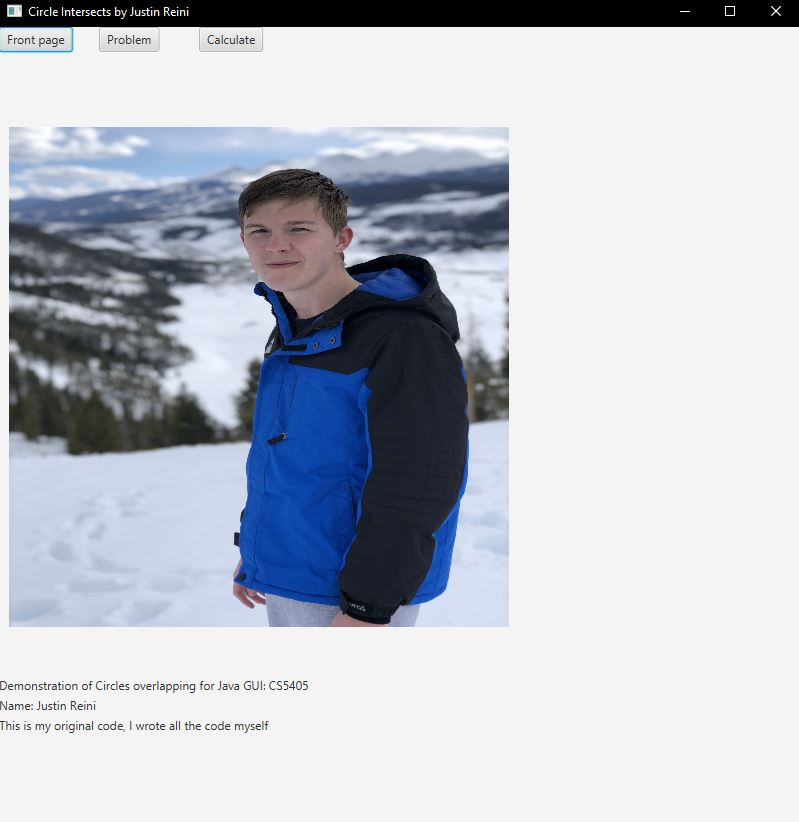 Circle Intersects by Justin Reini
Front page
Problem
Calculate
Demonstration of Circles overlapping for Java GUI: CS5405
Name: Justin Reini
This is my original code, I wrote all the code myself